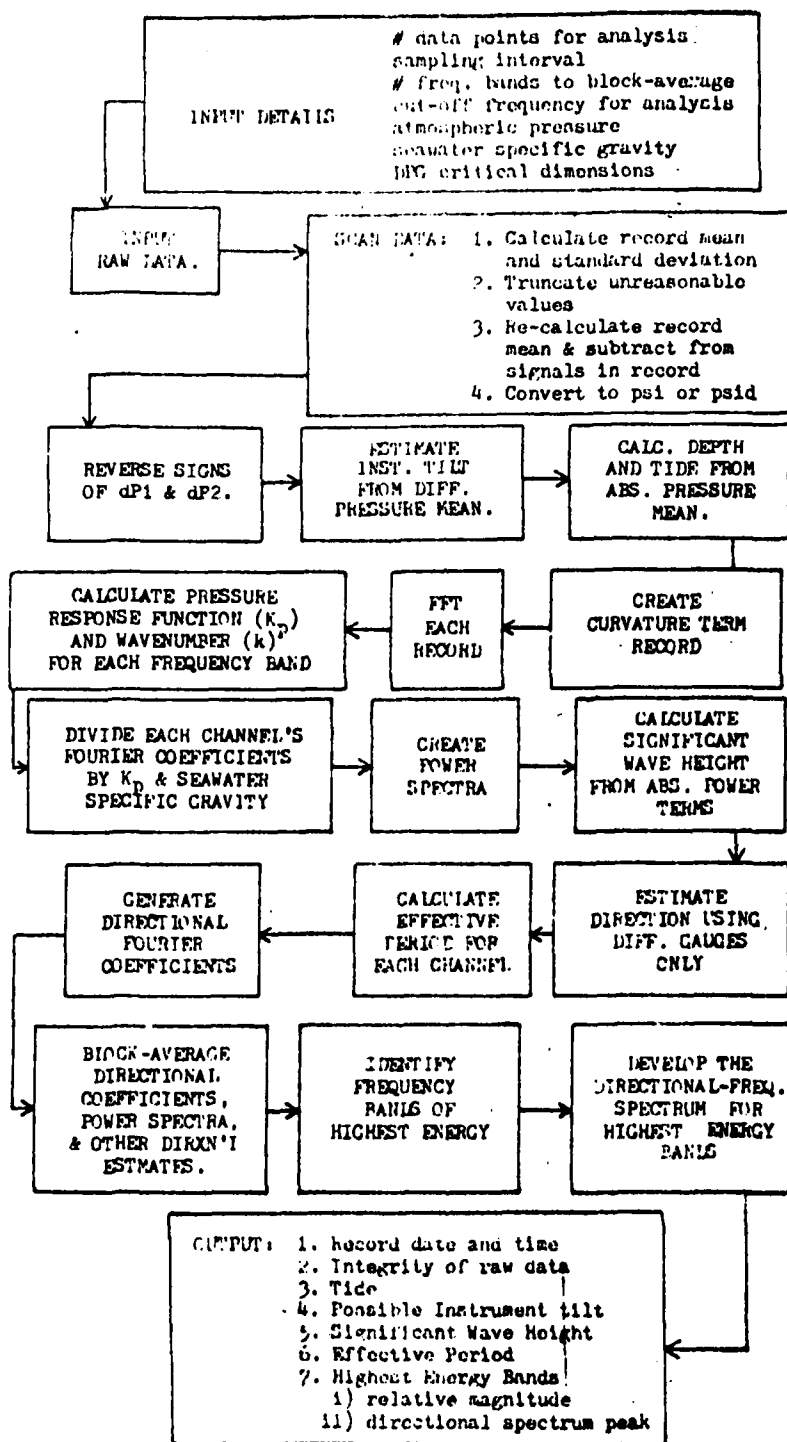 # data points for analysis
sampling interval
# freq. bands to block-average
cut-off frequency for analysis
INPUT DETAILS
atmospheric pressure
seawater specific gravity
DPG critical dimensions
INPUT
RAW DATA.
SCAN DATA: 1. Calculate record mean
and standard deviation
2. Truncate unreasonable
values
3. Re-calculate record
mean & subtract from
signals in record
4. Convert to psi or psid
REVERSE SIGNS
OF dP1 & dP2.
ESTIMATE
INST. TILT
FROM DIFF.
PRESSURE MEAN.
CALC. DEPTH
AND TIDE FROM
ABS. PRESSURE
MEAN.
CREATE
CURVATURE TERM
RECORD
FFT
EACH
RECORD
CALCULATE PRESSURE
RESPONSE FUNCTION (Kp)
AND WAVENUMBER (k)
FOR EACH FREQUENCY BAND
DIVIDE EACH CHANNEL'S
FOURIER COEFFICIENTS
BY Kp & SEAWATER
SPECIFIC GRAVITY
CREATE
POWER
SPECTRA
CALCULATE
SIGNIFICANT
WAVE HEIGHT
FROM ABS. POWER
TERMS
ESTIMATE
DIRECTION USING
DIFF. GAUGES
ONLY
CALCULATE
EFFECTIVE
PERIOD FOR
EACH CHANNEL
GENERATE
DIRECTIONAL
FOURIER
COEFFICIENTS
BLOCK-AVERAGE
DIRECTIONAL
COEFFICIENTS,
POWER SPECTRA,
& OTHER DIRXN'L
ESTMATES.
IDENTIFY
FREQUENCY
BANDS OF
HIGHEST ENERGY
DEVELOP THE
DIRECTIONAL-FREQ.
SPECTRUM FOR
HIGHEST ENERGY
BANDS
OUTPUT: 1. Record date and time
2. Integrity of raw data
3. Tide
4. Possible Instrument tilt
5. Significant Wave Height
6. Effective Period
7. Highest Energy Bands
i) relative magnitude
ii) directional spectrum peak